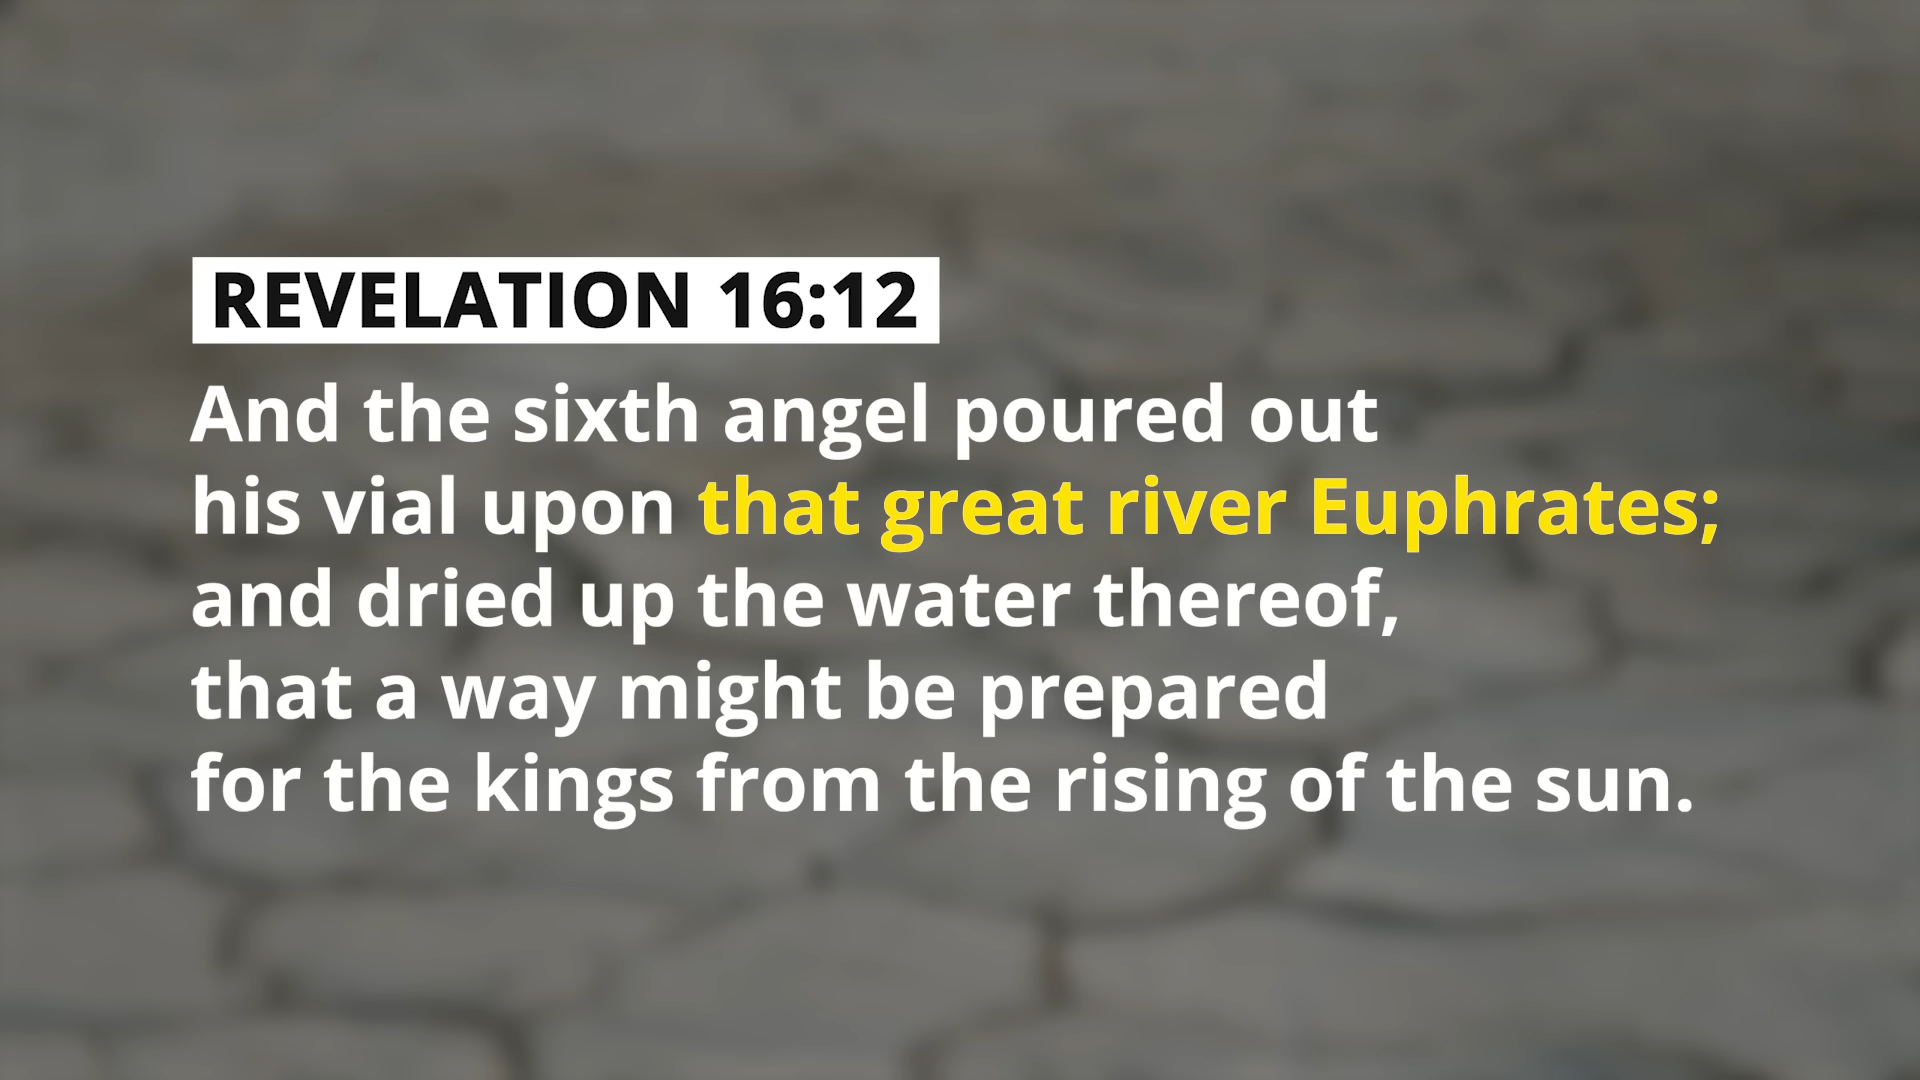 REVELATION 16:12
And the sixth angel poured out
his vial upon that great river Euphrates;
and dried up the water thereof,
that a way might be prepared
for the kings from the rising of the sun.